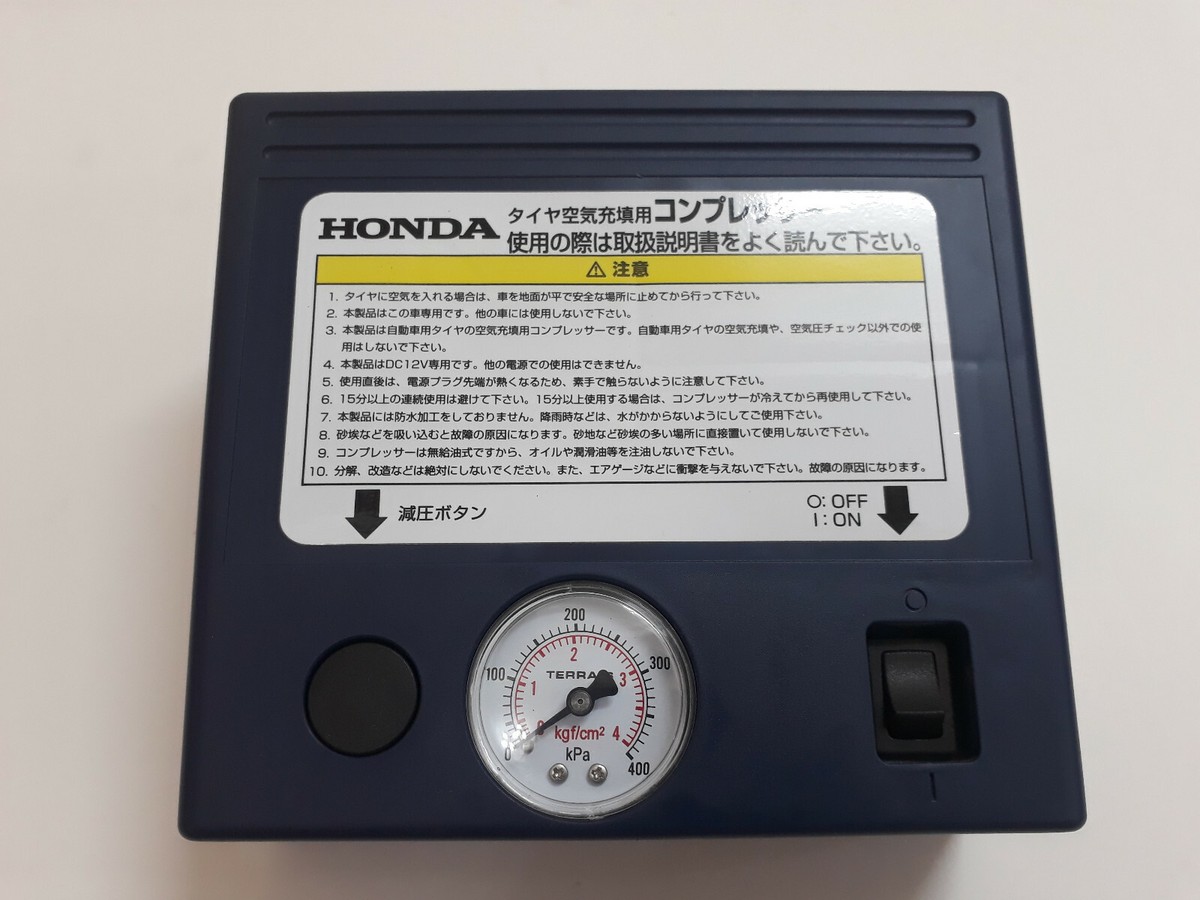 HONDA タイヤ空気充填用コンプレッサー
使用の際は取扱説明書をよく読んで下さい。
⚠ 注意
1. タイヤに空気を入れる場合は、車を地面が平で安全な場所に止めてから行って下さい。
2. 本製品はこの車専用です。他の車には使用しないで下さい。
3. 本製品は自動車用タイヤの空気充填用コンプレッサーです。自動車用タイヤの空気充填や、空気圧チェック以外での使
用はしないで下さい。
4. 本製品はDC12V専用です。他の電源での使用はできません。
5. 使用直後は、電源プラグ先端が熱くなるため、素手で触らないように注意して下さい。
6. 15分以上の連続使用は避けて下さい。15分以上使用する場合は、コンプレッサーが冷えてから再使用して下さい。
7. 本製品には防水加工をしておりません。降雨時などは、水がかからないようにしてご使用下さい。
8. 砂埃などを吸い込むと故障の原因になります。砂地など砂埃の多い場所に直接置いて使用しないで下さい。
9. コンプレッサーは無給油式ですから、オイルや潤滑油等を注油しないで下さい。
10. 分解、改造などは絶対にしないでください。また、エアゲージなどに衝撃を与えないで下さい。故障の原因になります。
減圧ボタン
○: OFF
I : ON
0 100 200 300 400
0 1 2 3 4
kgf/cm²
kPa